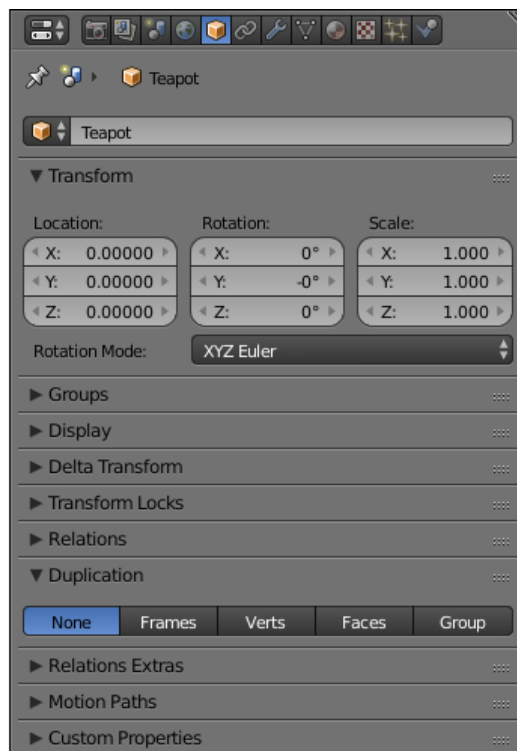 Teapot
Teapot
Transform
Location: Rotation: Scale:
X: 0.00000 X: 0° X: 1.000
Y: 0.00000 Y: -0° Y: 1.000
Z: 0.00000 Z: 0° Z: 1.000
Rotation Mode: XYZ Euler
Groups
Display
Delta Transform
Transform Locks
Relations
Duplication
None Frames Verts Faces Group
Relations Extras
Motion Paths
Custom Properties